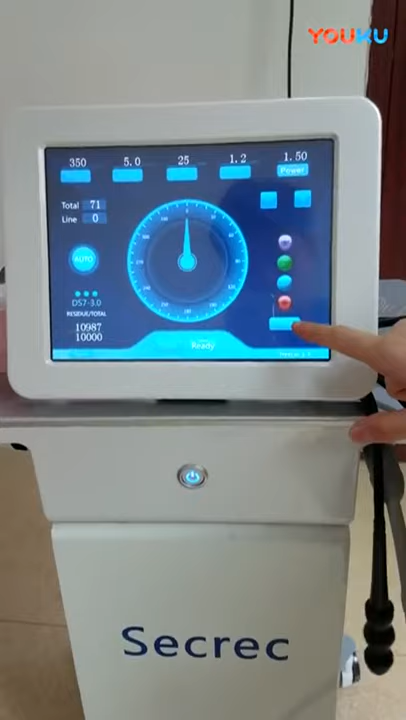 YOUKU
350 5.0 25 1.2 1.50
Power
Total 71
Line 0
AUTO
DS7-3.0
RESIDUE/TOTAL
10987
10000
Ready
Secrec